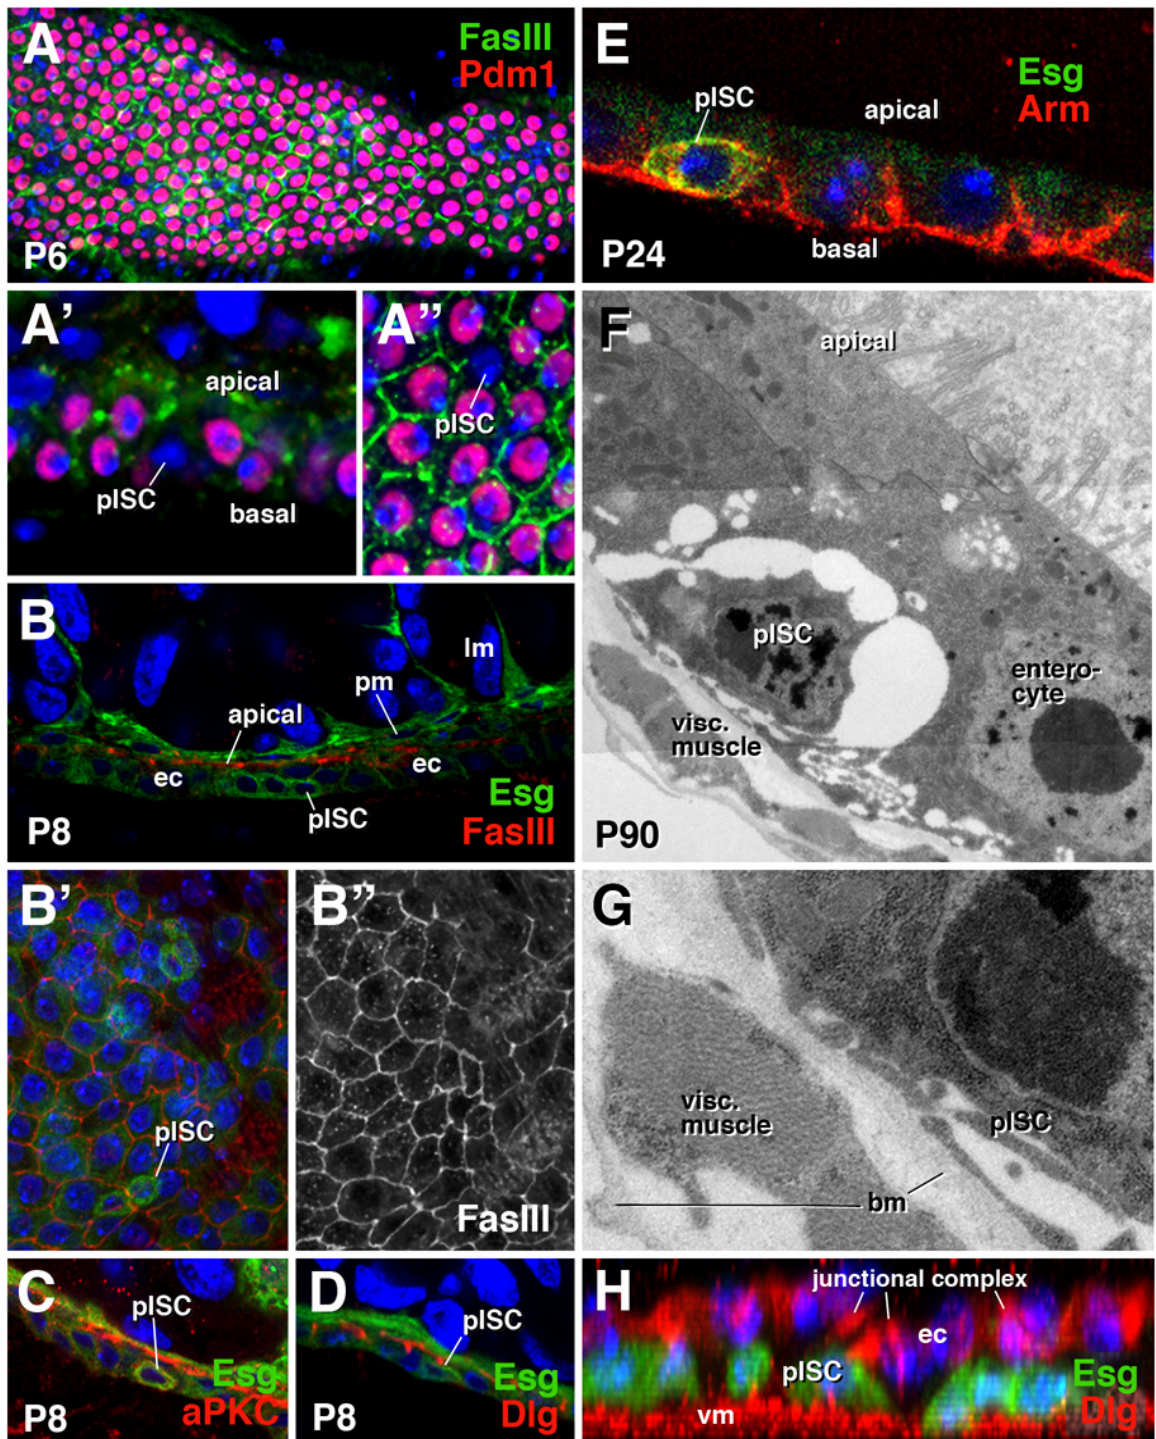 A
FasIII
Pdm1
P6
A’
apical
pISC
basal
A”
pISC
B
lm
pm
apical
ec
ec
pISC
Esg
FasIII
P8
B’
pISC
B”
FasIII
C
pISC
Esg
aPKC
P8
D
pISC
Esg
Dlg
P8
E
Esg
Arm
pISC
apical
basal
P24
F
apical
pISC
entero-
cyte
visc.
muscle
P90
G
visc.
muscle
pISC
bm
H
junctional complex
ec
pISC
vm
Esg
Dlg